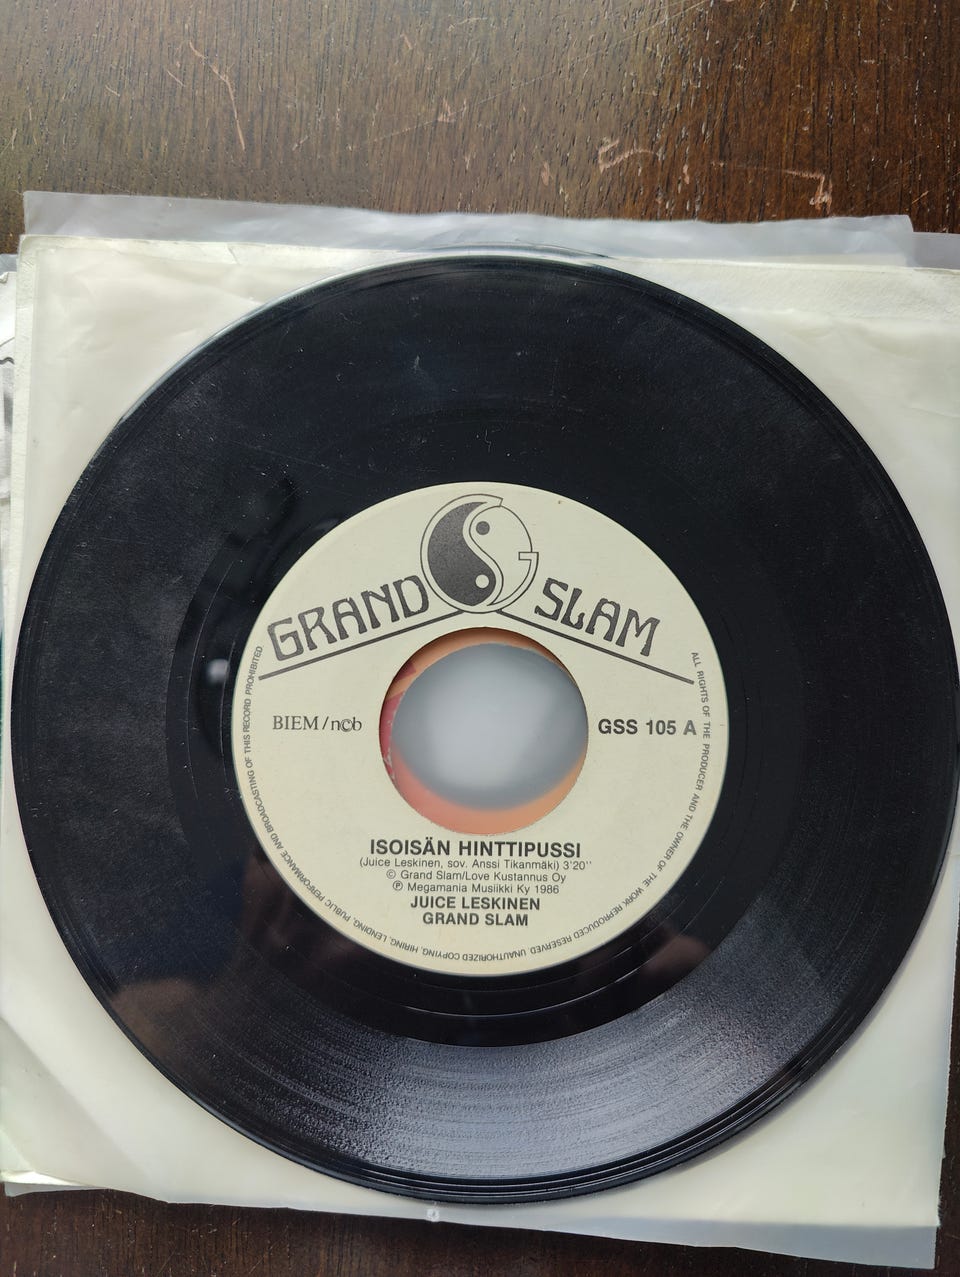 GRAND SLAM
BIEM/ncb
GSS 105 A
ISOISÄN HINTTIPUSSI
(Juice Leskinen, sov. Anssi Tikanmäki) 3'20''
© Grand Slam/Love Kustannus Oy
℗ Megamania Musiikki Ky 1986
JUICE LESKINEN
GRAND SLAM
ALL RIGHTS OF THE PRODUCER AND THE OWNER OF THE WORK REPRODUCED RESERVED. UNAUTHORIZED COPYING, HIRING, LENDING, PUBLIC PERFORMANCE AND BROADCASTING OF THIS RECORD PROHIBITED